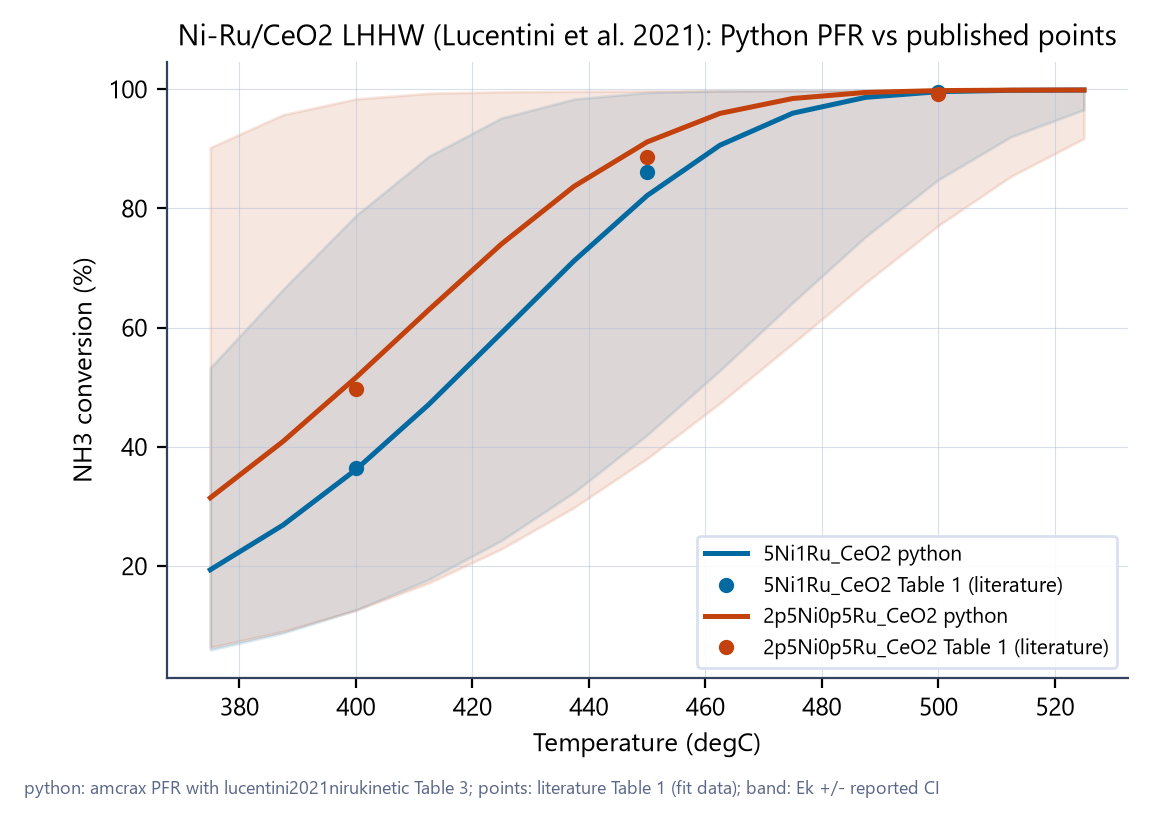 Ni-Ru/CeO2 LHHW (Lucentini et al. 2021): Python PFR vs published points
100
80
60
40
20
NH3 conversion (%)
5Ni1Ru_CeO2 python
5Ni1Ru_CeO2 Table 1 (literature)
2p5Ni0p5Ru_CeO2 python
2p5Ni0p5Ru_CeO2 Table 1 (literature)
380 400 420 440 460 480 500 520
Temperature (degC)
python: amcrax PFR with lucentini2021nirukinetic Table 3; points: literature Table 1 (fit data); band: Ek +/- reported CI